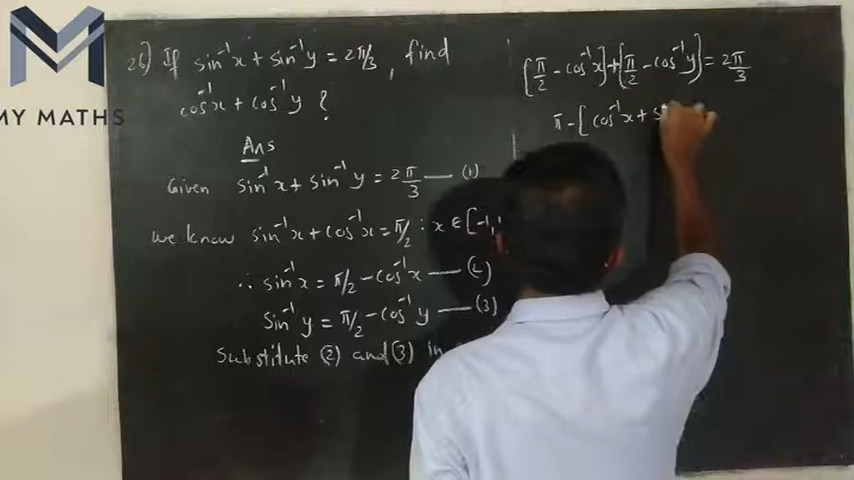 MY MATHS
26) If sin⁻¹x + sin⁻¹y = 2π/3, find
cos⁻¹x + cos⁻¹y ?
Ans
Given sin⁻¹x + sin⁻¹y = 2π/3 — (1)
we know sin⁻¹x + cos⁻¹x = π/2 : x ∈ [-1,
∴ sin⁻¹x = π/2 - cos⁻¹x — (2)
sin⁻¹y = π/2 - cos⁻¹y — (3)
Substitute (2) and (3) in
[π/2 - cos⁻¹x] + [π/2 - cos⁻¹y] = 2π/3
π - [cos⁻¹x +